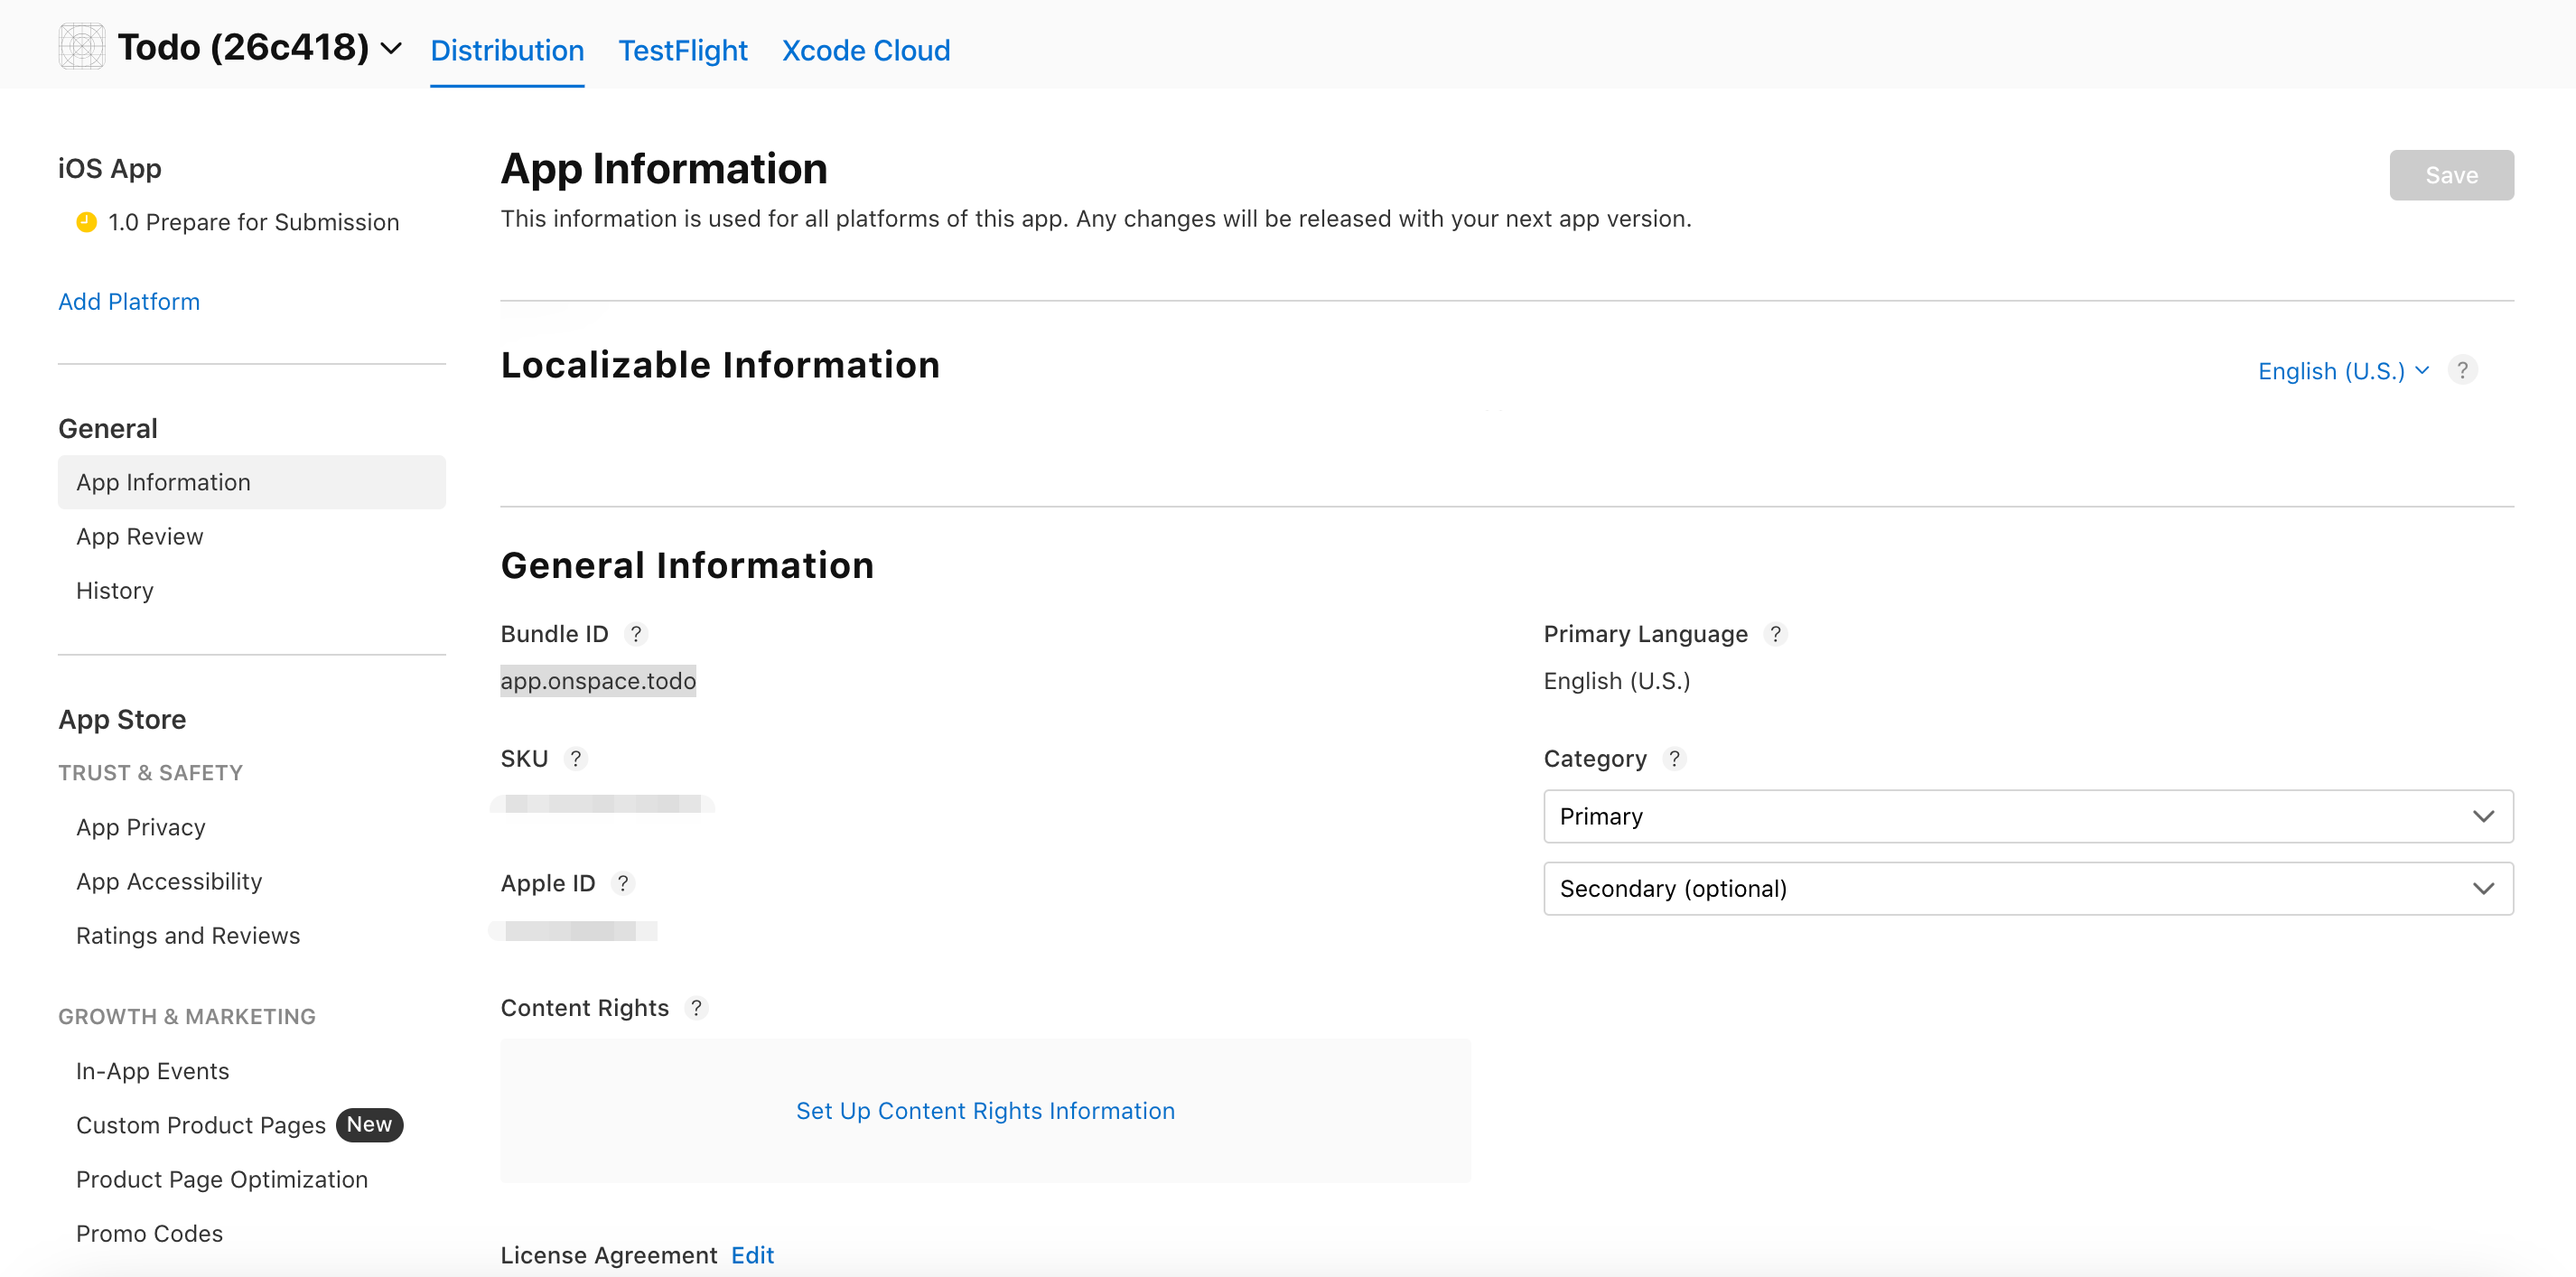 Todo (26c418) Distribution TestFlight Xcode Cloud
iOS App
1.0 Prepare for Submission
Add Platform
General
App Information
App Review
History
App Store
TRUST & SAFETY
App Privacy
App Accessibility
Ratings and Reviews
GROWTH & MARKETING
In-App Events
Custom Product Pages New
Product Page Optimization
Promo Codes
App Information
Save
This information is used for all platforms of this app. Any changes will be released with your next app version.
Localizable Information
English (U.S.) ?
General Information
Bundle ID ?
app.onspace.todo
SKU ?
Apple ID ?
Content Rights ?
Set Up Content Rights Information
License Agreement Edit
Primary Language ?
English (U.S.)
Category ?
Primary
Secondary (optional)